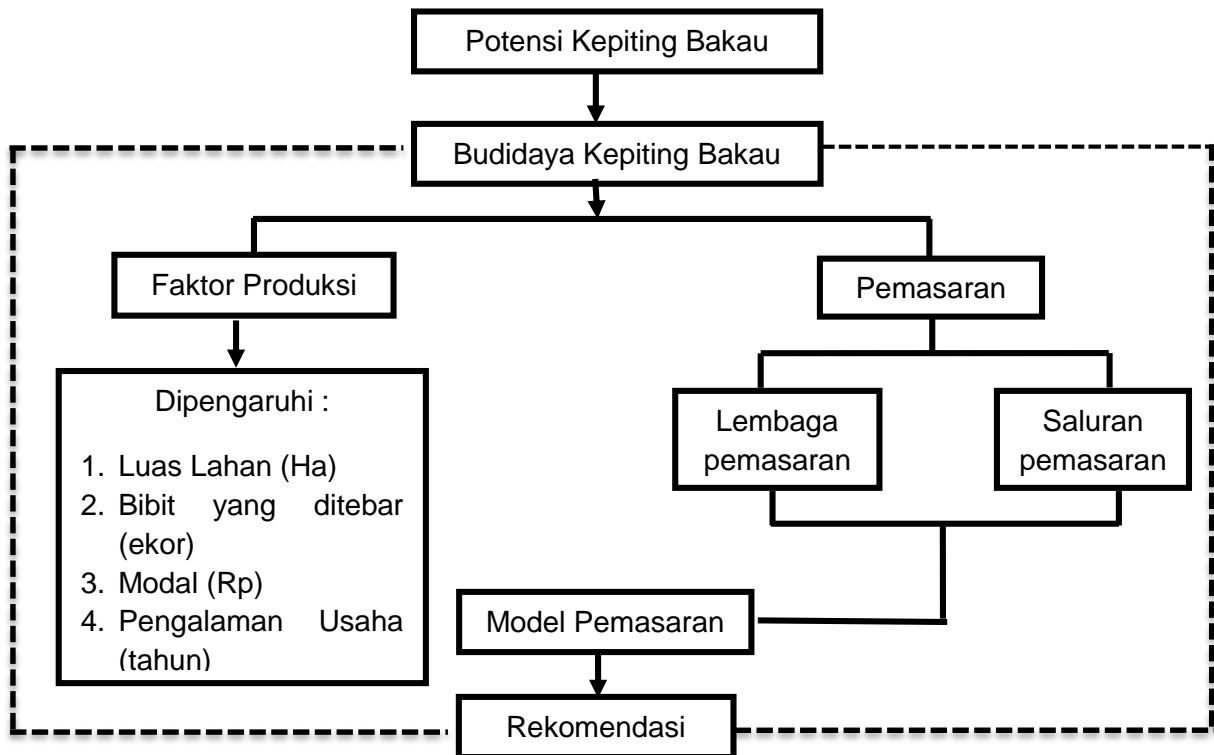 Potensi Kepiting Bakau
Budidaya Kepiting Bakau
Faktor Produksi
Pemasaran
Dipengaruhi :
1. Luas Lahan (Ha)
2. Bibit yang ditebar
(ekor)
3. Modal (Rp)
4. Pengalaman Usaha
(tahun)
Lembaga
pemasaran
Saluran
pemasaran
Model Pemasaran
Rekomendasi